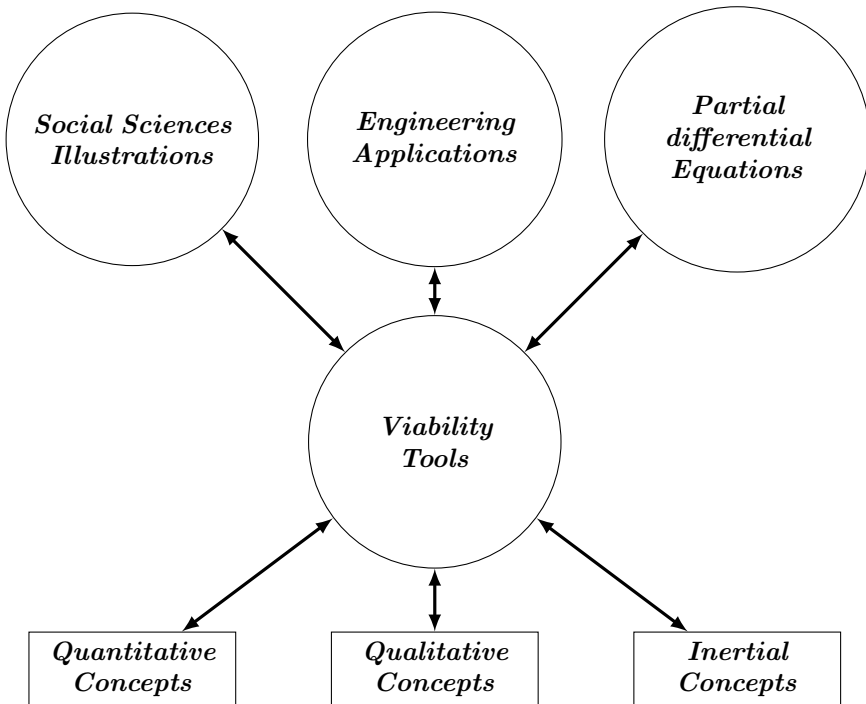 Social Sciences
Illustrations
Engineering
Applications
Partial
differential
Equations
Viability
Tools
Quantitative
Concepts
Qualitative
Concepts
Inertial
Concepts